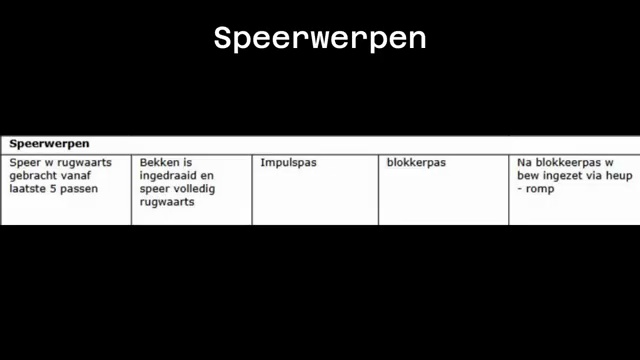 Speerwerpen
Speerwerpen
Speer w rugwaarts
gebracht vanaf
laatste 5 passen
Bekken is
ingedraaid en
speer volledig
rugwaarts
Impulspas
blokkerpas
Na blokkeerpas w
bew ingezet via heup
- romp